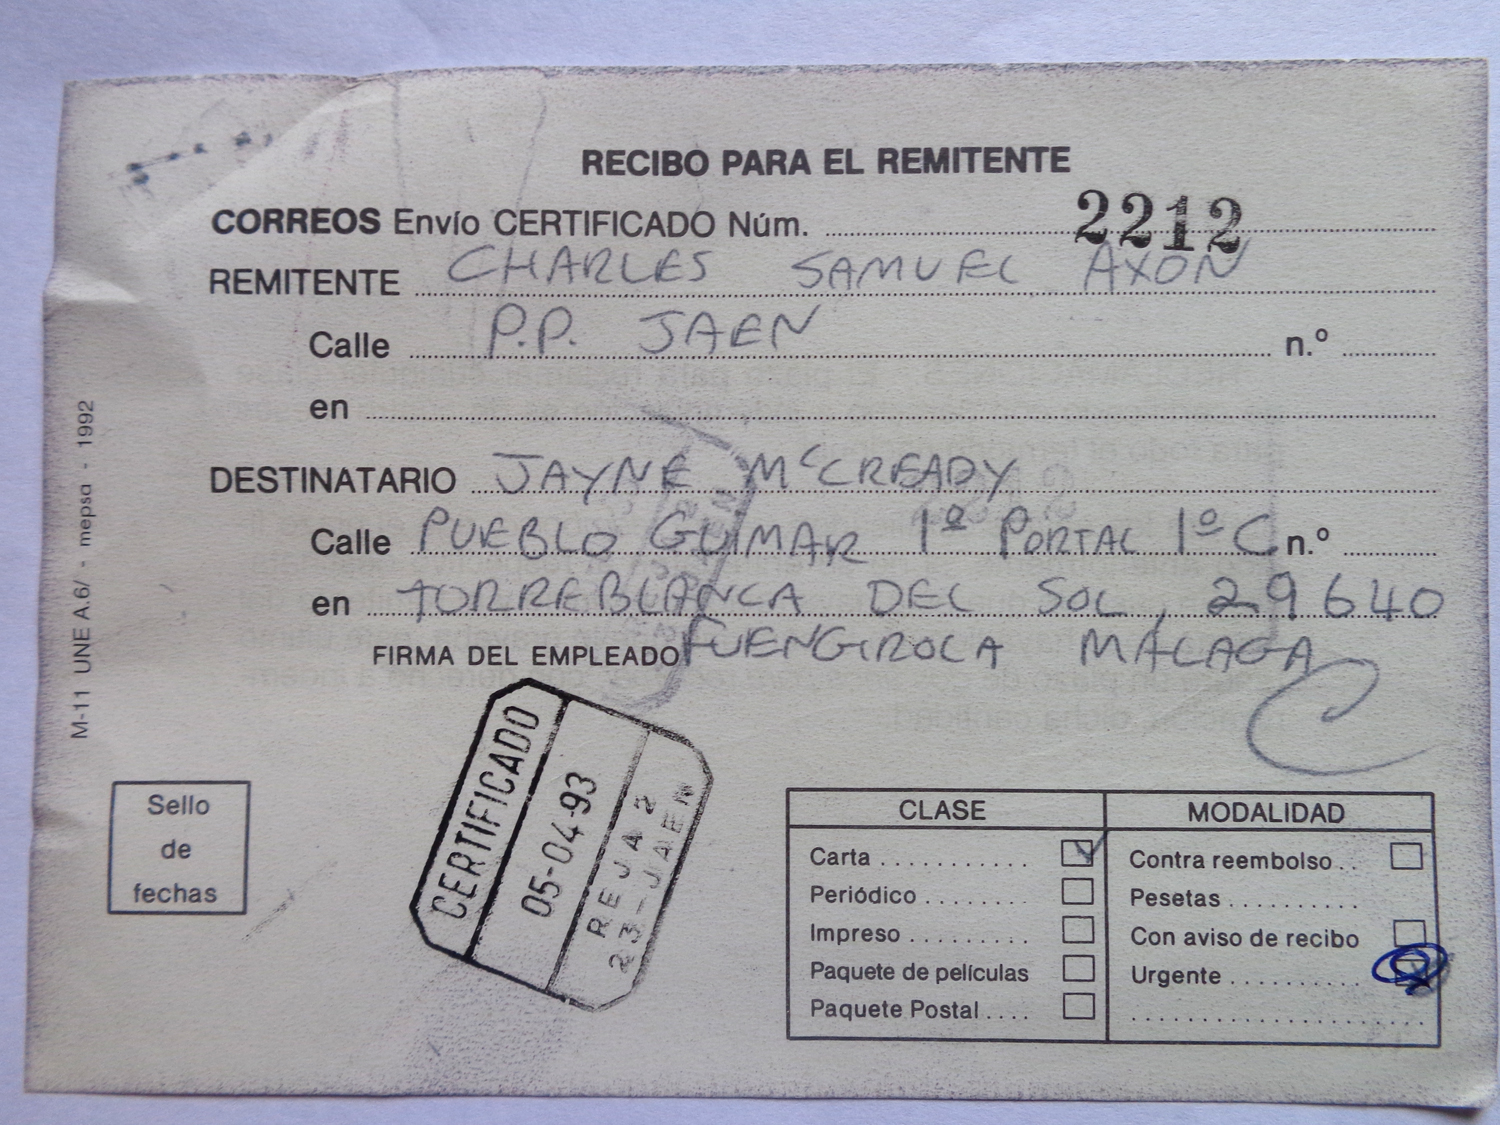 RECIBO PARA EL REMITENTE
CORREOS Envío CERTIFICADO Núm. 2212
REMITENTE CHARLES SAMUEL AXON
Calle P.P. JAEN n.º
en
DESTINATARIO JAYNE McCREADY
Calle PUEBLO GUIMAR 1º PORTAL 1º C n.º
en TORREBLANCA DEL SOL, 29640
FIRMA DEL EMPLEADO FUENGIROLA MALAGA
M-11 UNE A.6/ - mepsa - 1992
Sello
de
fechas
CERTIFICADO
05-04-93
REJA 2
23-JAEN
CLASE
Carta
Periódico
Impreso
Paquete de películas
Paquete Postal
MODALIDAD
Contra reembolso
Pesetas
Con aviso de recibo
Urgente